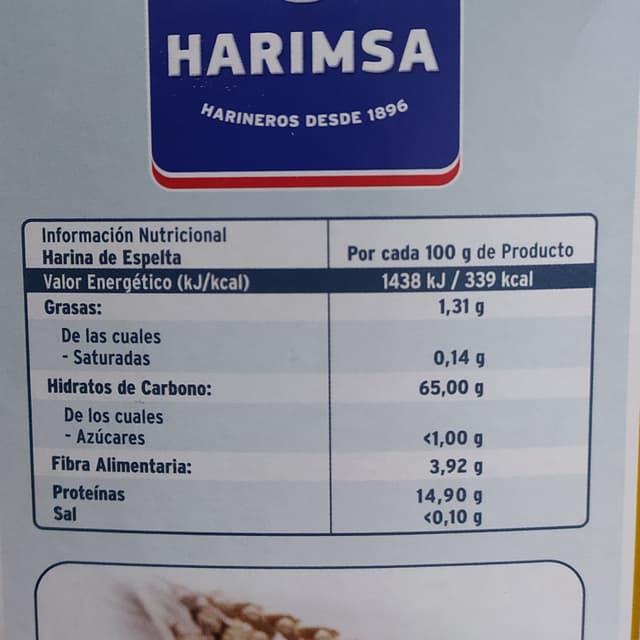 HARIMSA
HARINEROS DESDE 1896
Información Nutricional
Harina de Espelta
Por cada 100 g de Producto
Valor Energético (kJ/kcal) 1438 kJ / 339 kcal
Grasas: 1,31 g
De las cuales
- Saturadas 0,14 g
Hidratos de Carbono: 65,00 g
De los cuales
- Azúcares <1,00 g
Fibra Alimentaria: 3,92 g
Proteínas 14,90 g
Sal <0,10 g